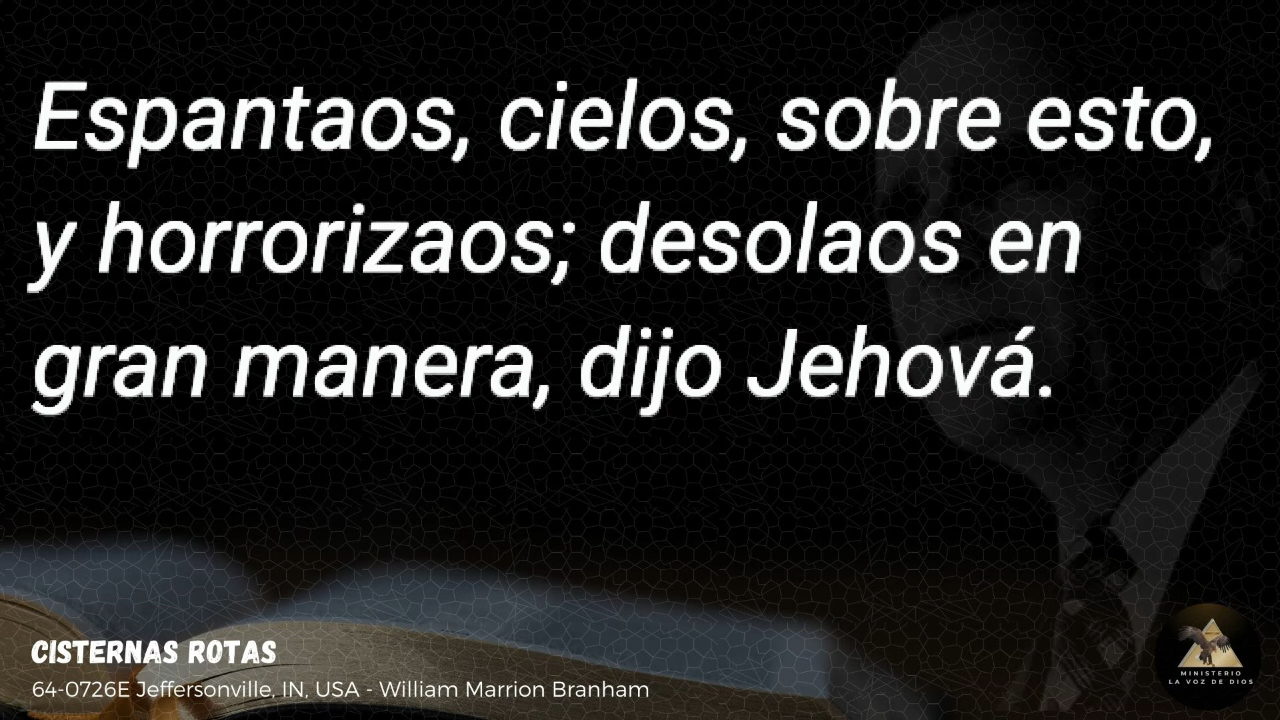 Espantaos, cielos, sobre esto,
y horrorizaos; desolaos en
gran manera, dijo Jehová.
CISTERNAS ROTAS
64-0726E Jeffersonville, IN, USA - William Marrion Branham
MINISTERIO
LA VOZ DE DIOS